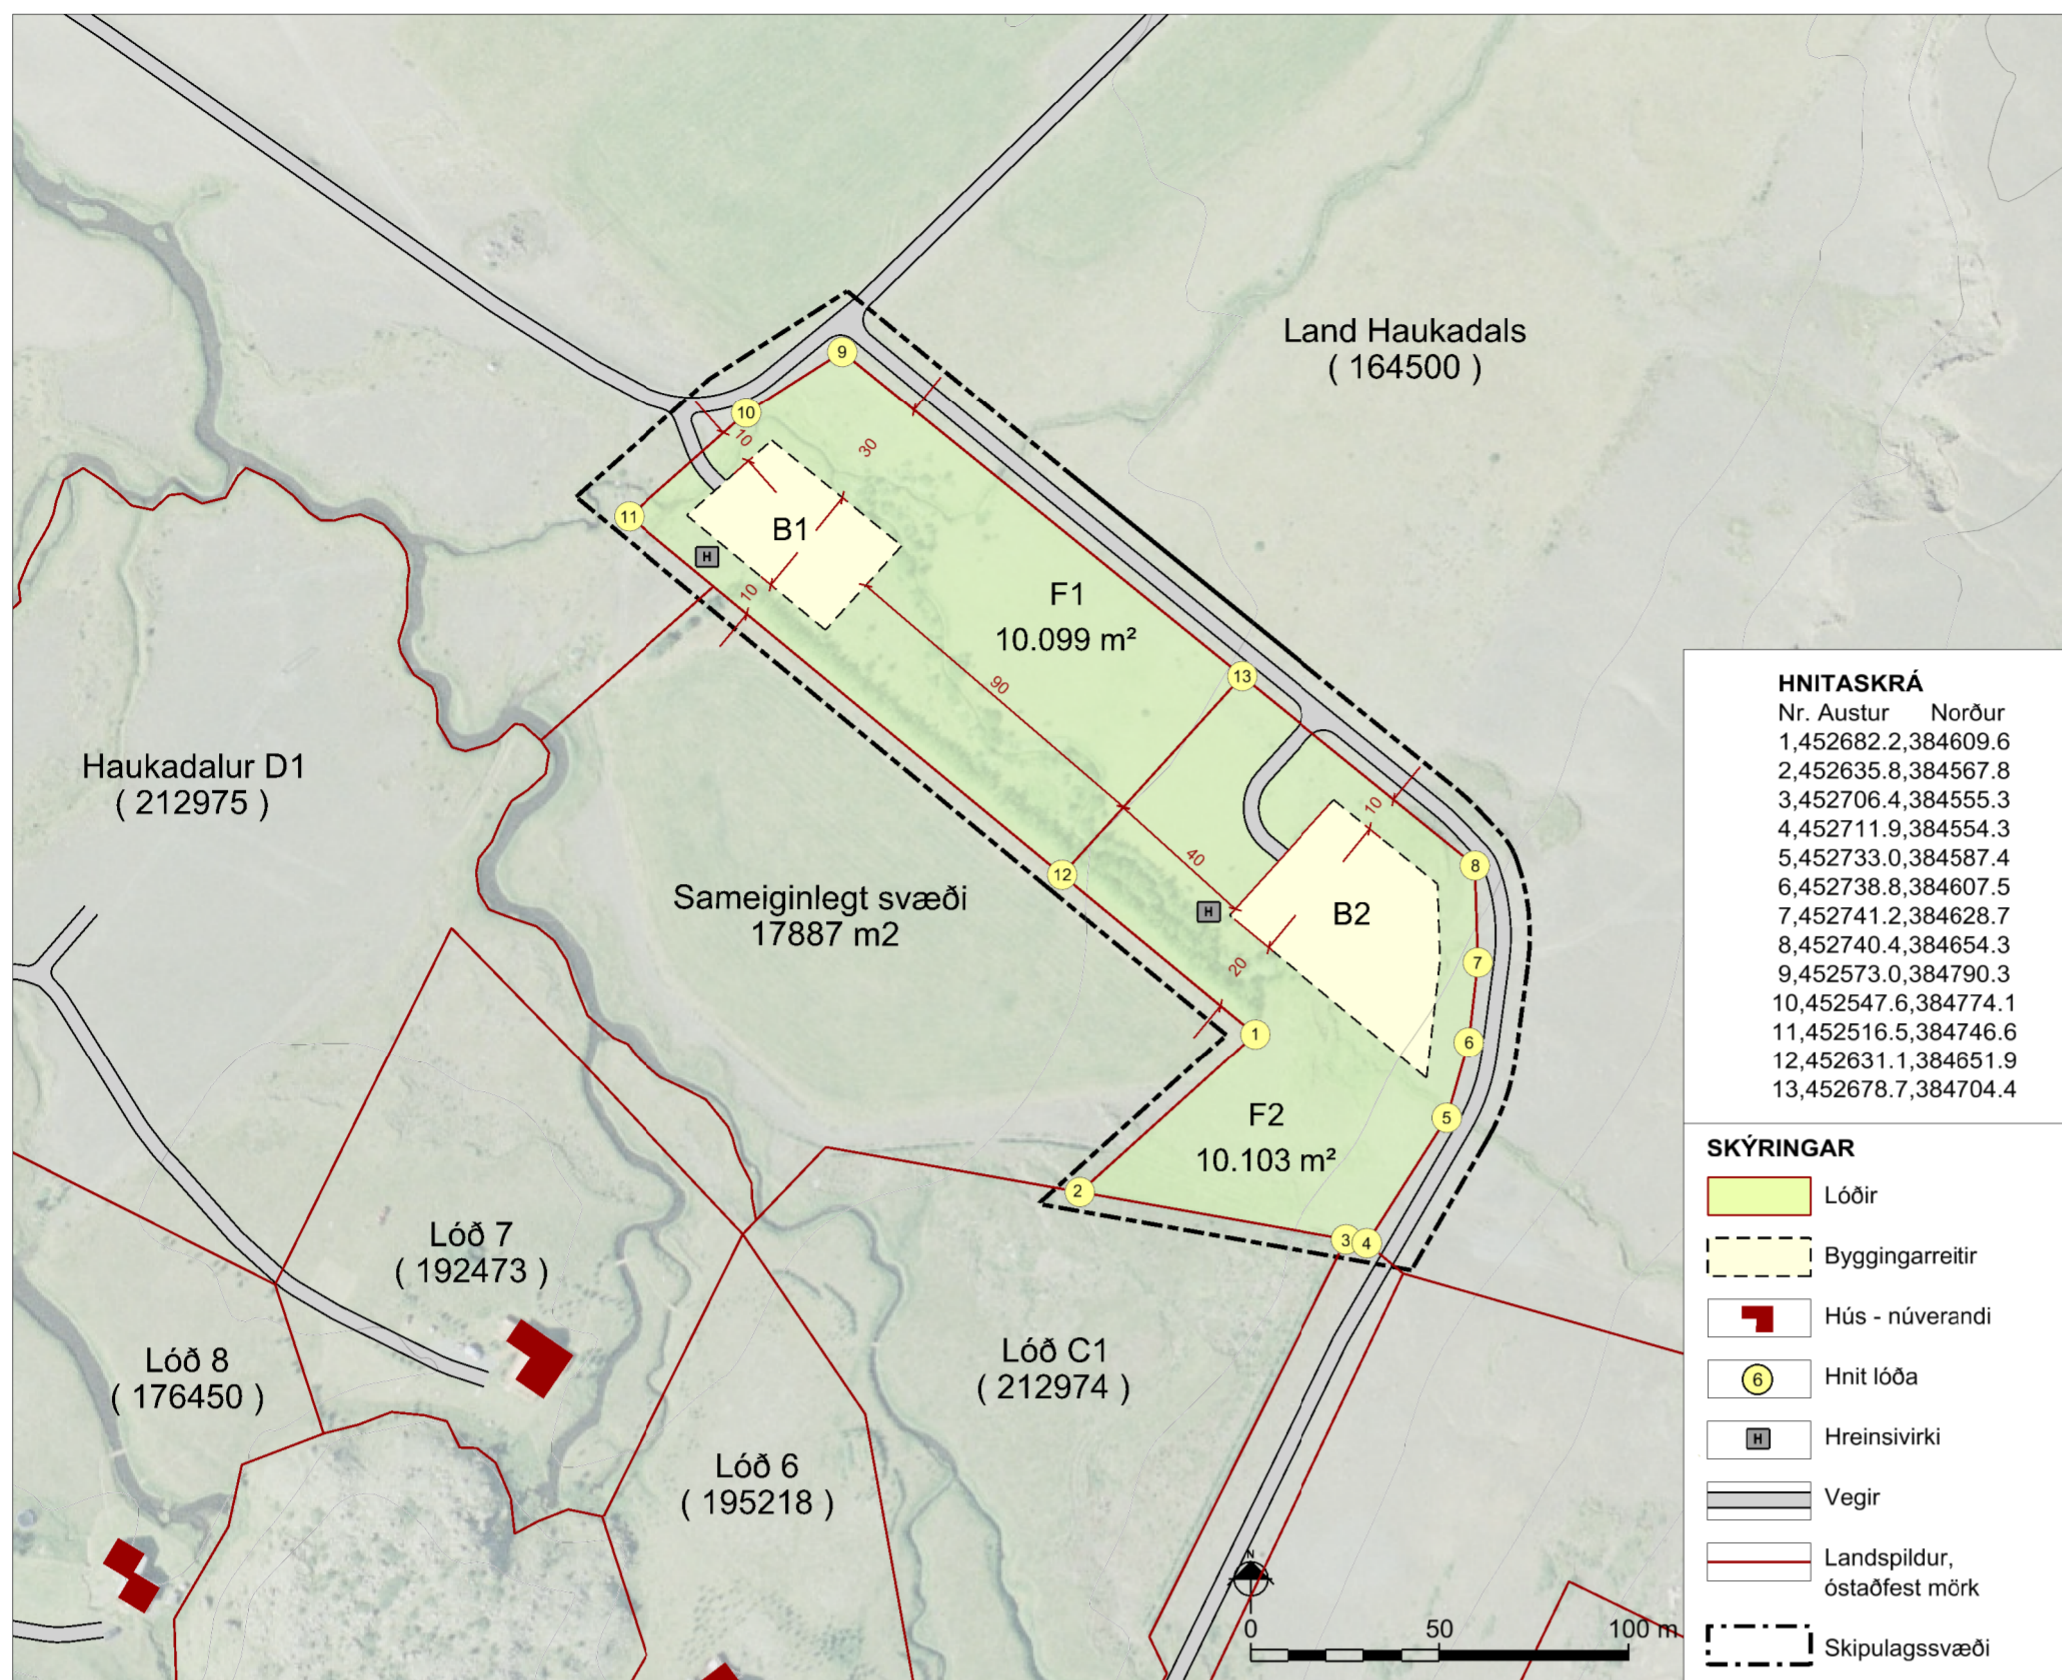 Land Haukadals
( 164500 )
9
10
10
30
11
B1
H
10
F1
10.099 m²
13
90
Haukadalur D1
( 212975 )
10
8
12
40
Sameiginlegt svæði
17887 m2
H
B2
7
20
1
6
F2
10.103 m²
5
2
3
4
Lóð 7
( 192473 )
Lóð 8
( 176450 )
Lóð C1
( 212974 )
Lóð 6
( 195218 )
N
0 50 100 m
HNITASKRÁ
Nr. Austur Norður
1,452682.2,384609.6
2,452635.8,384567.8
3,452706.4,384555.3
4,452711.9,384554.3
5,452733.0,384587.4
6,452738.8,384607.5
7,452741.2,384628.7
8,452740.4,384654.3
9,452573.0,384790.3
10,452547.6,384774.1
11,452516.5,384746.6
12,452631.1,384651.9
13,452678.7,384704.4
SKÝRINGAR
Lóðir
Byggingarreitir
Hús - núverandi
6 Hnit lóða
H Hreinsivirki
Vegir
Landspildur,
óstaðfest mörk
Skipulagssvæði